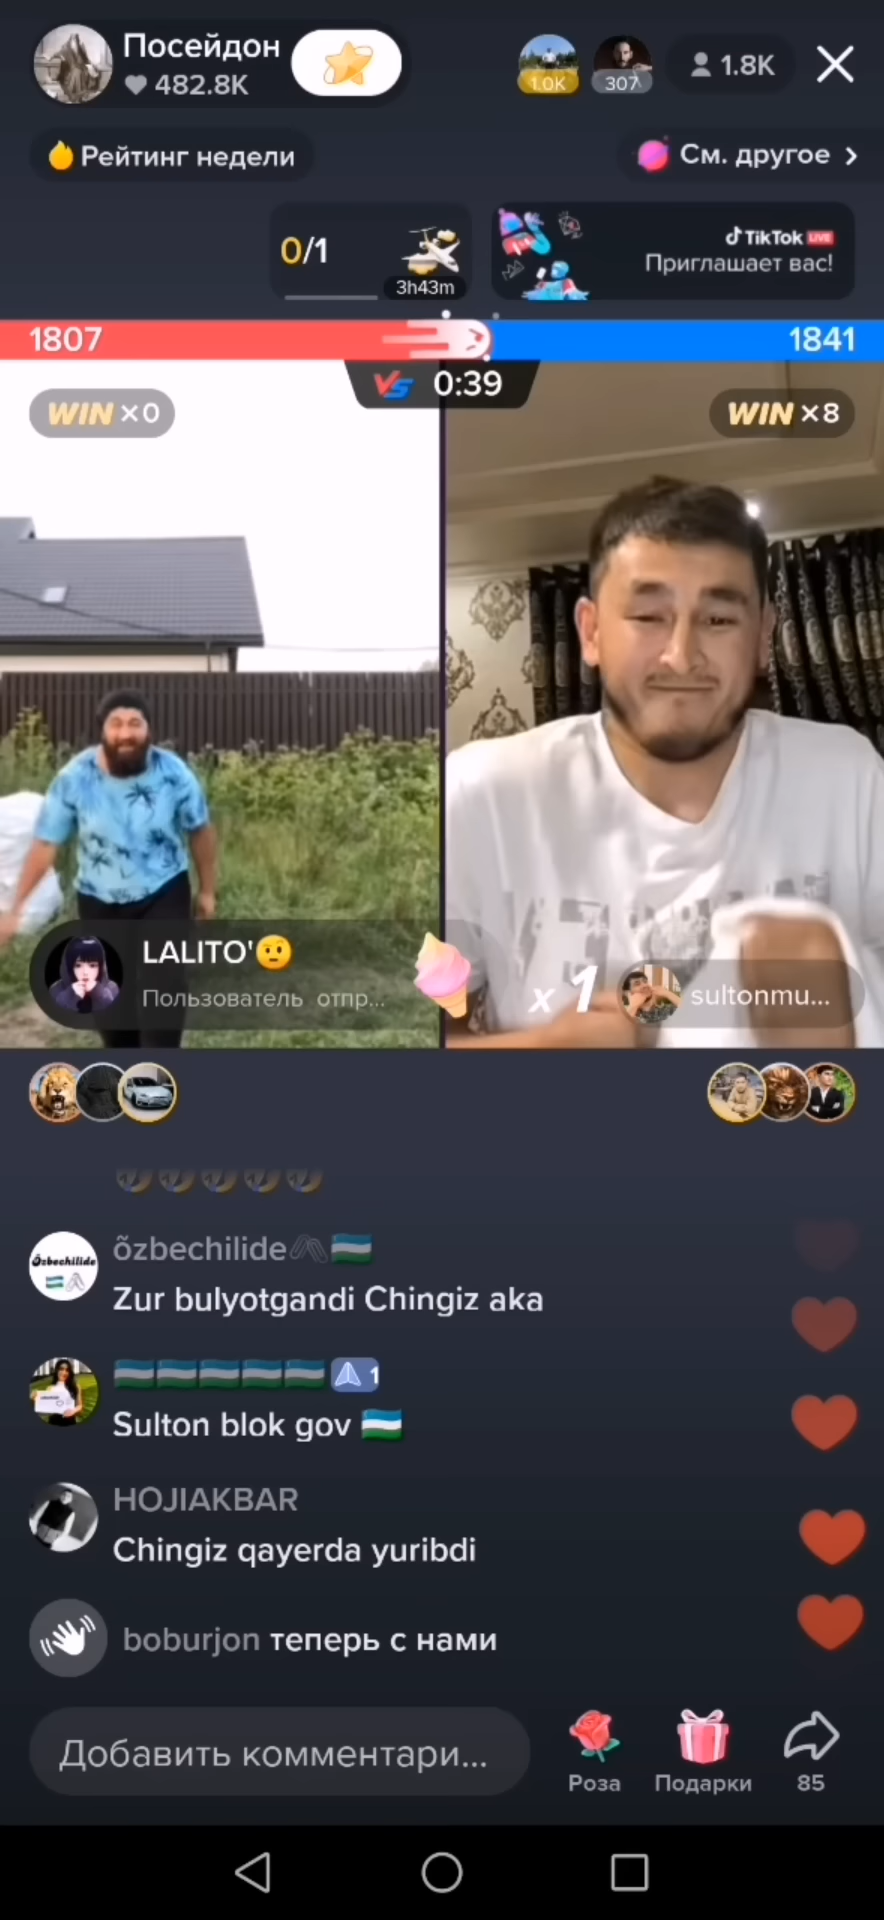 Посейдон
482.8K
1.0K
307
1.8K
Рейтинг недели
См. другое
0/1
3h43m
TikTok LIVE
Приглашает вас!
1807
1841
VS 0:39
WIN ×0
WIN ×8
LALITO'🤨
Пользователь отпр...
x 1
sultonmu...
õzbechilide🖇🇺🇿
Özbechilide
Zur bulyotgandi Chingiz aka
🇺🇿🇺🇿🇺🇿🇺🇿🇺🇿 1
Sulton blok gov 🇺🇿
HOJIAKBAR
Chingiz qayerda yuribdi
boburjon теперь с нами
Добавить комментари...
Роза
Подарки
85